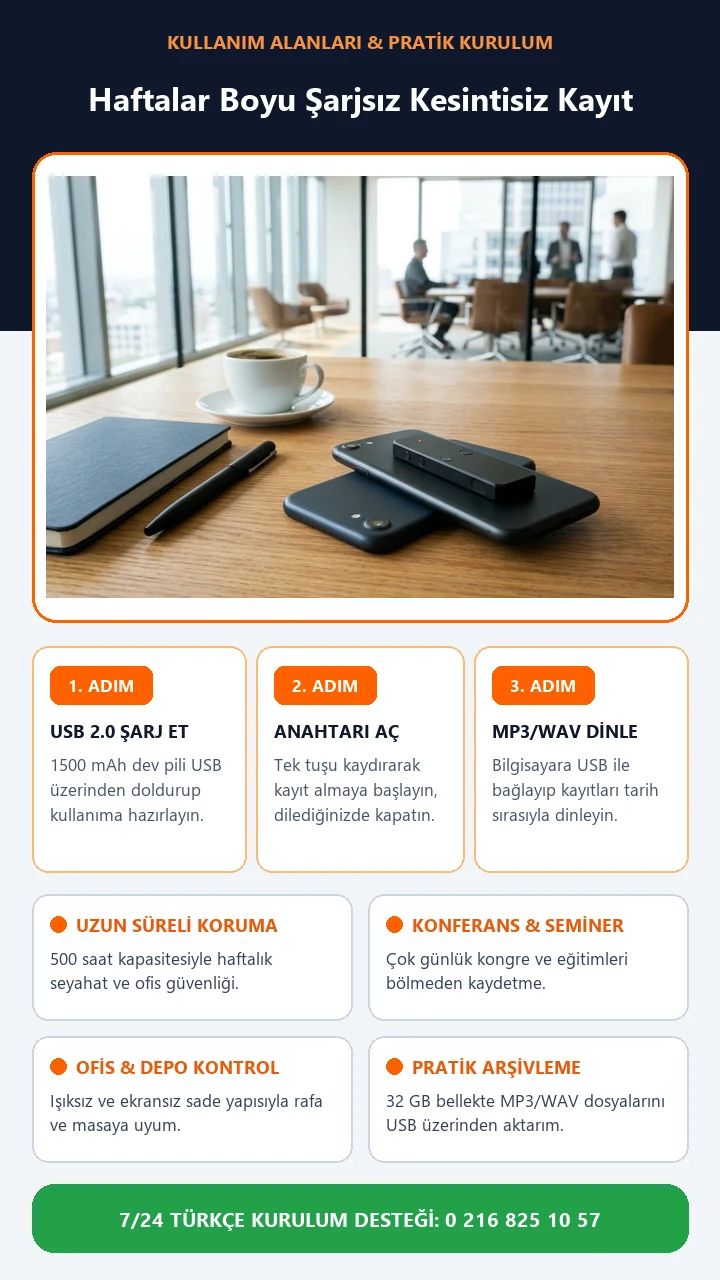 KULLANIM ALANLARI & PRATİK KURULUM
Haftalar Boyu Şarjsız Kesintisiz Kayıt
1. ADIM
USB 2.0 ŞARJ ET
1500 mAh dev pili USB
üzerinden doldurup
kullanıma hazırlayın.
2. ADIM
ANAHTARI AÇ
Tek tuşu kaydırarak
kayıt almaya başlayın,
dilediğinizde kapatın.
3. ADIM
MP3/WAV DİNLE
Bilgisayara USB ile
bağlayıp kayıtları tarih
sırasıyla dinleyin.
UZUN SÜRELİ KORUMA
500 saat kapasitesiyle haftalık
seyahat ve ofis güvenliği.
KONFERANS & SEMİNER
Çok günlük kongre ve eğitimleri
bölmeden kaydetme.
OFİS & DEPO KONTROL
Işıksız ve ekransız sade yapısıyla rafa
ve masaya uyum.
PRATİK ARŞİVLEME
32 GB bellekte MP3/WAV dosyalarını
USB üzerinden aktarım.
7/24 TÜRKÇE KURULUM DESTEĞİ: 0 216 825 10 57